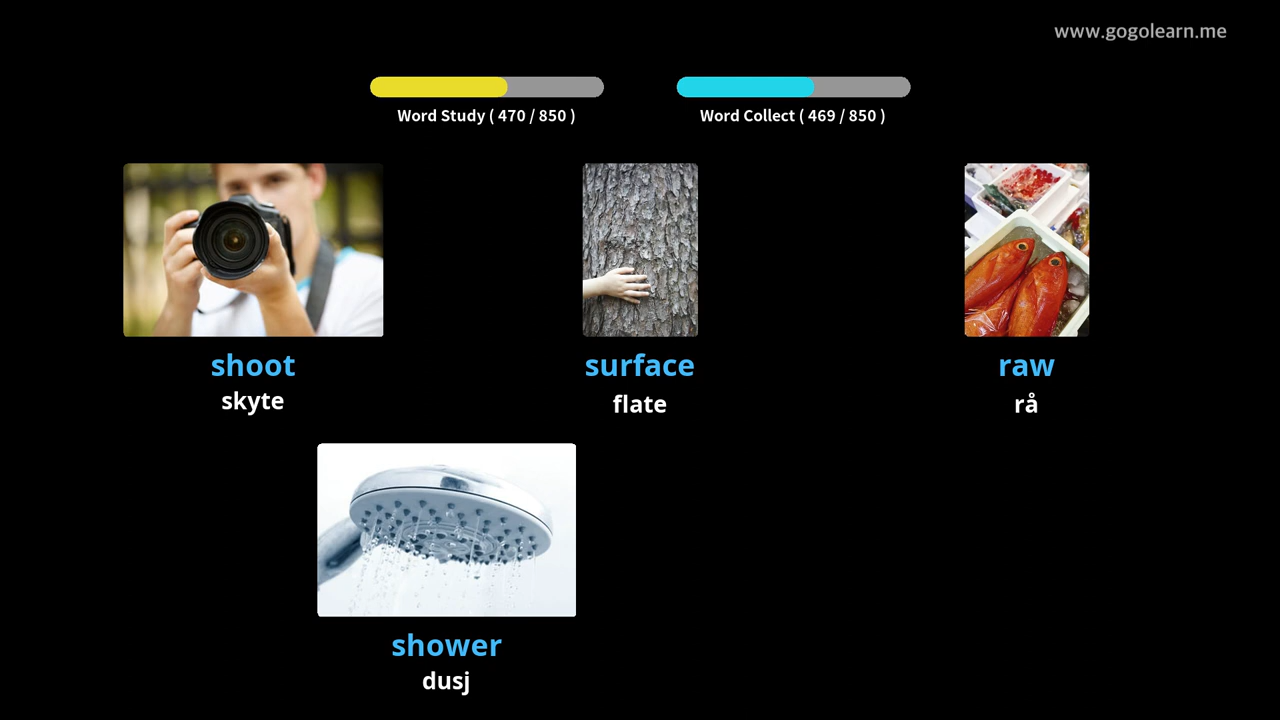 www.gogolearn.me
Word Study ( 470 / 850 )
Word Collect ( 469 / 850 )
shoot
skyte
surface
flate
raw
rå
shower
dusj